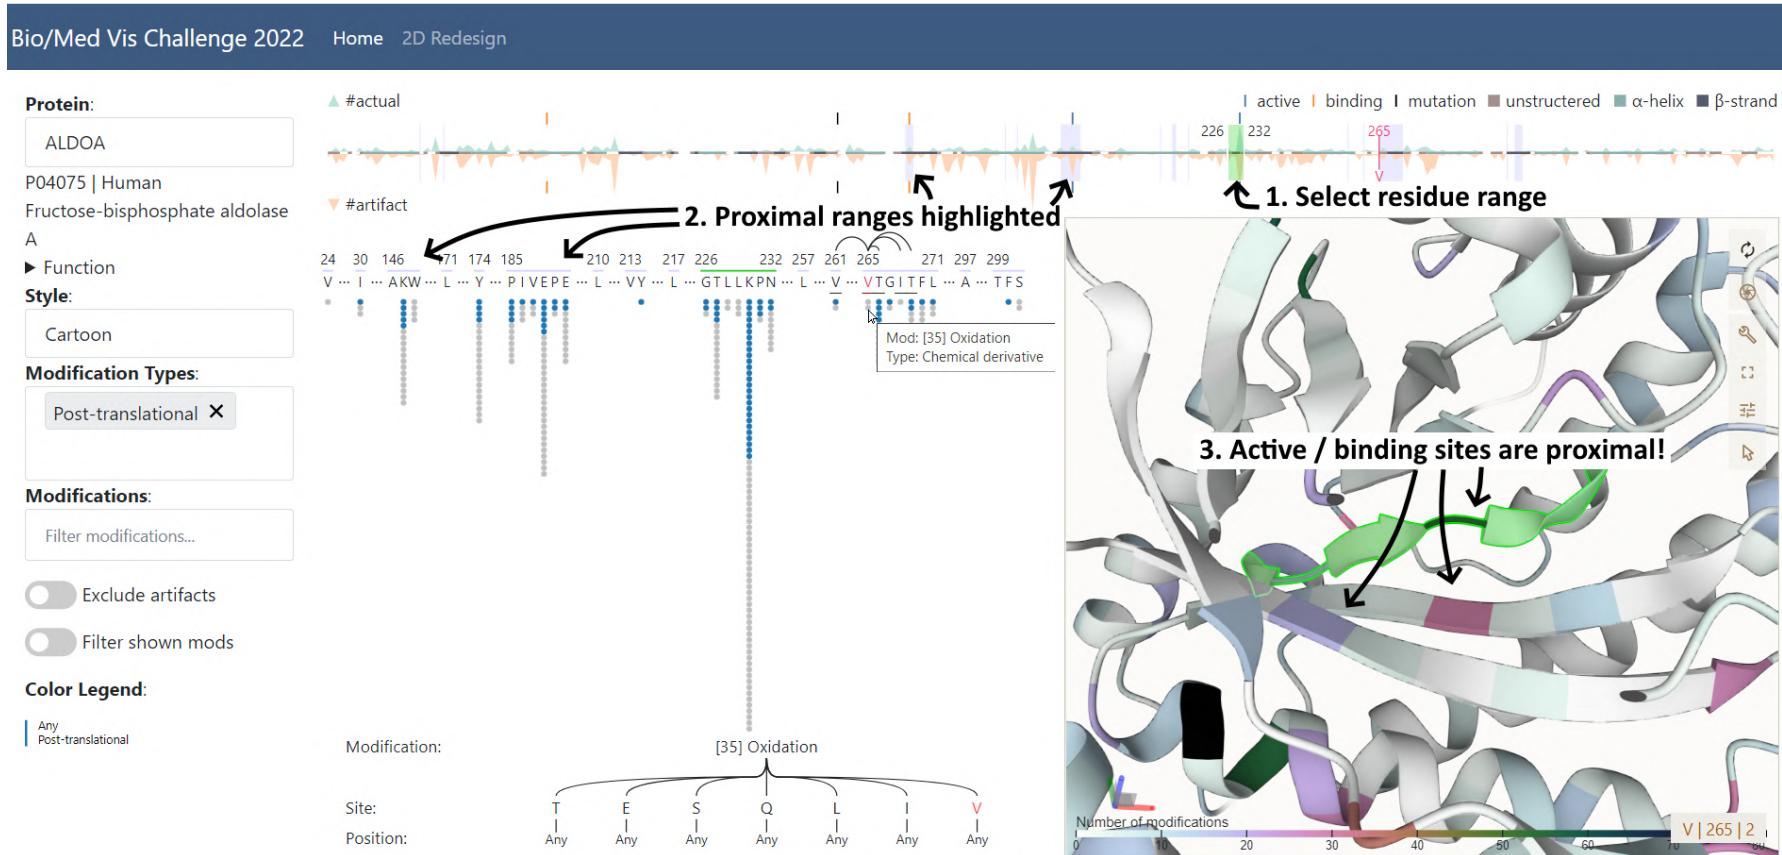 Bio/Med Vis Challenge 2022 Home 2D Redesign
Protein:
ALDOA
P04075 | Human
Fructose-bisphosphate aldolase
A
▶ Function
Style:
Cartoon
Modification Types:
Post-translational ✕
Modifications:
Filter modifications...
Exclude artifacts
Filter shown mods
Color Legend:
Any
Post-translational
#actual
active binding mutation unstructured α-helix β-strand
226 232 265
V
#artifact
1. Select residue range
2. Proximal ranges highlighted
24 30 146 171 174 185 210 213 217 226 232 257 261 265 271 297 299
V ··· I ··· AKW ··· L ··· Y ··· PIVEPE ··· L ··· VY ··· L ··· GTLLKPN ··· L ··· V ··· VTGITFL ··· A ··· TFS
Mod: [35] Oxidation
Type: Chemical derivative
3. Active / binding sites are proximal!
Modification: [35] Oxidation
Site: T E S Q L I V
Position: Any Any Any Any Any Any Any
Number of modifications
0 10 20 30 40 50 60 80
V | 265 | 2